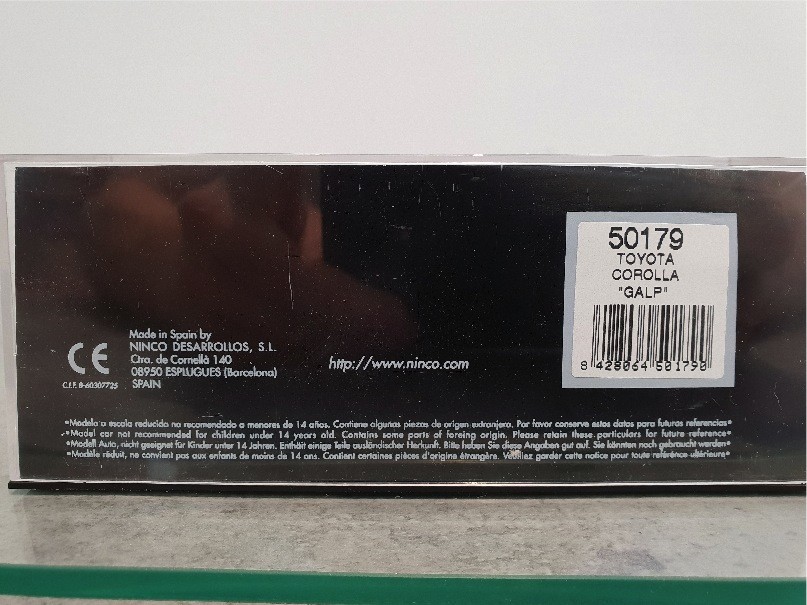 50179
TOYOTA
COROLLA
"GALP"
8 428064 501790
CE
C.I.F. B-60307725
Made in Spain by
NINCO DESARROLLOS, S.L.
Ctra. de Cornellà 140
08950 ESPLUGUES (Barcelona)
SPAIN
http://www.ninco.com
•Modelo a escala reducido no recomendado a menores de 14 años. Contiene algunas piezas de origen extranjero. Por favor conserve estos datos para futuras referencias•
•Model car not recommended for children under 14 years old. Contains some parts of foreing origin. Please retain these particulars for future reference•
•Modell Auto, nicht geeignet für Kinder unter 14 Jahren. Enthält einige Teile ausländischer Herkunft. Bitte heben Sie diese Angaben gut auf. Sie könnten noch gebraucht werden•
•Modèle réduit, ne convient pas aux enfants de moins de 14 ans. Contient certaines pièces d'origine étrangère. Veuillez garder cette notice pour toute référénce ultérieure•